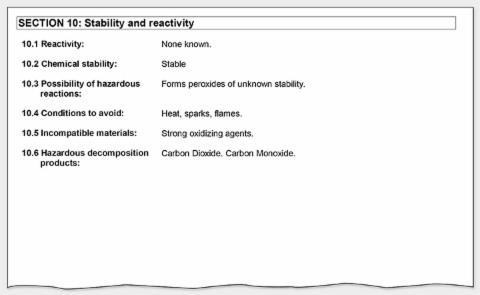 SECTION 10: Stability and reactivity
10.1 Reactivity: None known.
10.2 Chemical stability: Stable
10.3 Possibility of hazardous Forms peroxides of unknown stability.
reactions:
10.4 Conditions to avoid: Heat, sparks, flames.
10.5 Incompatible materials: Strong oxidizing agents.
10.6 Hazardous decomposition Carbon Dioxide, Carbon Monoxide.
products: